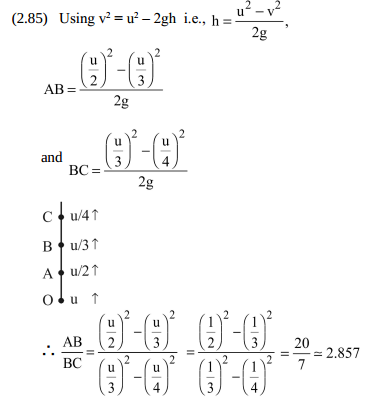 (2.85) Using v² = u² – 2gh i.e., h = (u² – v²)/2g,
AB = ((u/2)² – (u/3)²)/2g
and BC = ((u/3)² – (u/4)²)/2g
C u/4↑
B u/3↑
A u/2↑
O u ↑
∴ AB/BC = ((u/2)² – (u/3)²)/((u/3)² – (u/4)²) = ((1/2)² – (1/3)²)/((1/3)² – (1/4)²) = 20/7 ≃ 2.857